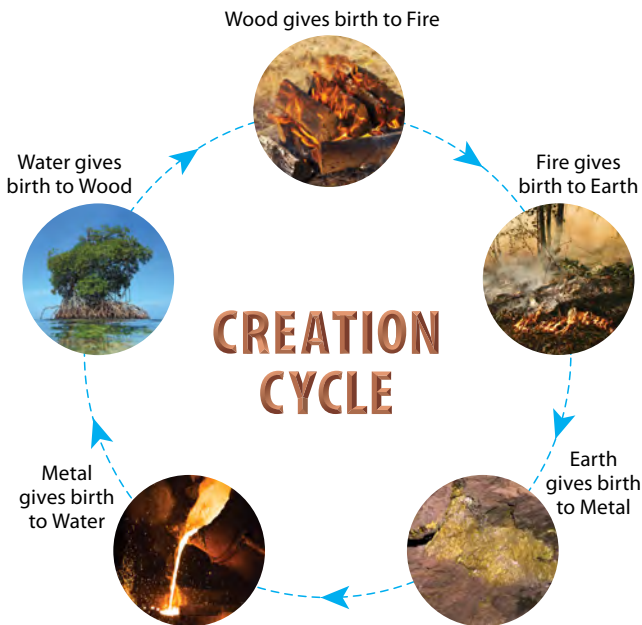 Wood gives birth to Fire
Fire gives
birth to Earth
Earth
gives birth
to Metal
Metal
gives birth
to Water
Water gives
birth to Wood
CREATION
CYCLE